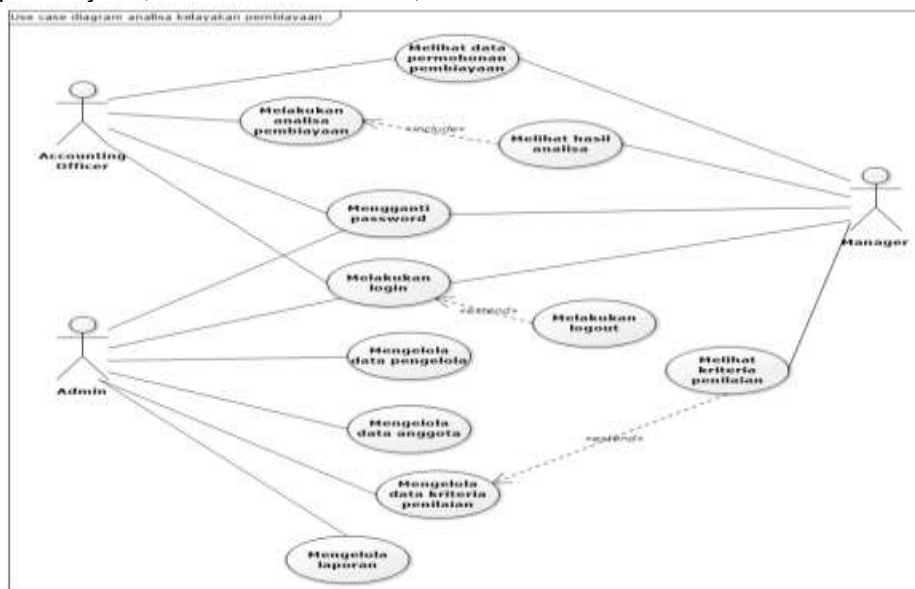 Use case diagram analisa kelayakan pembiayaan
Melihat data
permohonan
pembiayaan
Melakukan
analisa
pembiayaan
«include»
Melihat hasil
analisa
Accounting
Officer
Mengganti
password
Manager
Melakukan
login
«extend»
Melakukan
logout
Mengelola
data pengelola
Melihat
kriteria
penilaian
Admin
Mengelola
data anggota
«extend»
Mengelola
data kriteria
penilaian
Mengelola
laporan